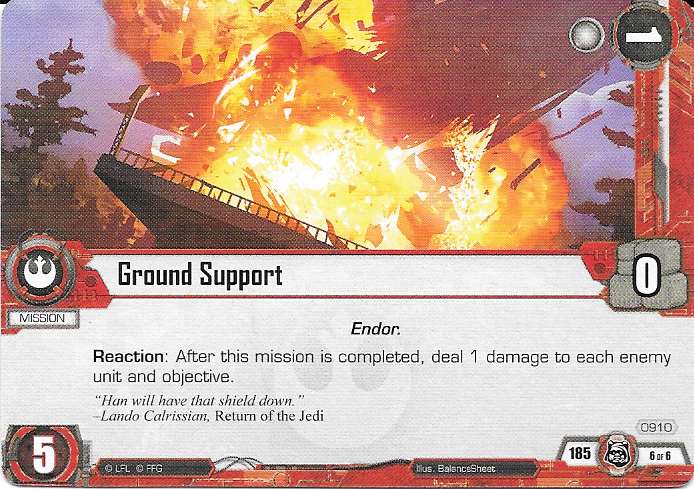 Ground Support
0
MISSION
Endor.
Reaction: After this mission is completed, deal 1 damage to each enemy
unit and objective.
“Han will have that shield down.”
–Lando Calrissian, Return of the Jedi
0910
5
185
6 OF 6
© LFL © FFG
Illus. BalanceSheet